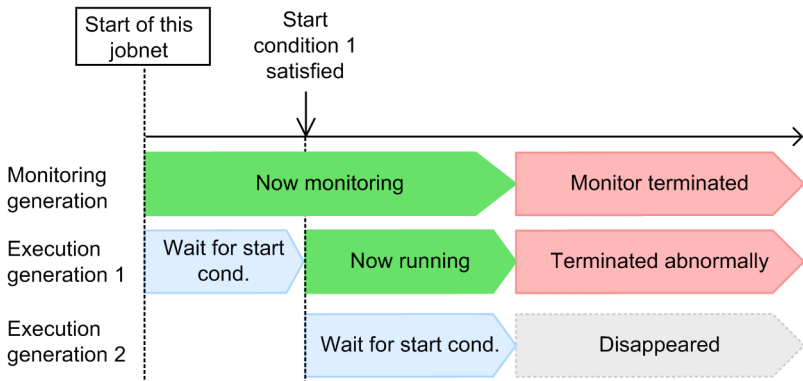 Start of this
jobnet
Start
condition 1
satisfied
Monitoring
generation
Now monitoring
Monitor terminated
Execution
generation 1
Wait for start
cond.
Now running
Terminated abnormally
Execution
generation 2
Wait for start cond.
Disappeared